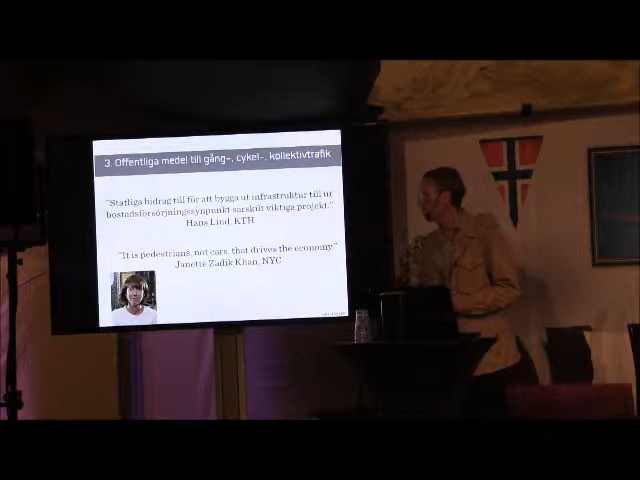 3. Offentliga medel till gång-, cykel-, kollektivtrafik
"Statliga bidrag till för att bygga ut infrastruktur till ur
bostadsförsörjningssynpunkt särskilt viktiga projekt."
Hans Lind, KTH
"It is pedestrians, not cars, that drives the economy."
Janette Zadik Khan, NYC